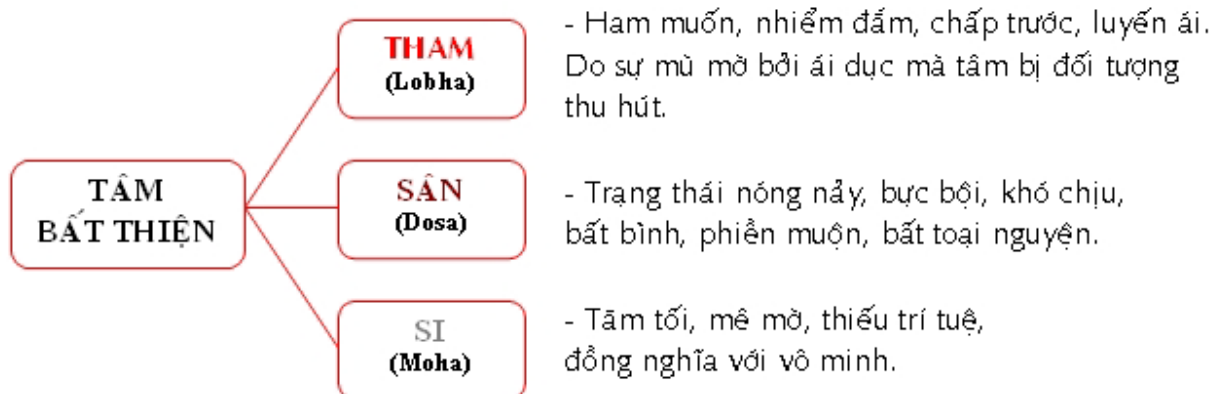 THAM
(Lobha)
- Ham muốn, nhiễm đắm, chấp trước, luyến ái.
Do sự mù mờ bởi ái dục mà tâm bị đối tượng
thu hút.
TÂM
BẤT THIỆN
SÂN
(Dosa)
- Trạng thái nóng nảy, bực bội, khó chịu,
bất bình, phiền muộn, bất toại nguyện.
SI
(Moha)
- Tăm tối, mê mờ, thiếu trí tuệ,
đồng nghĩa với vô minh.